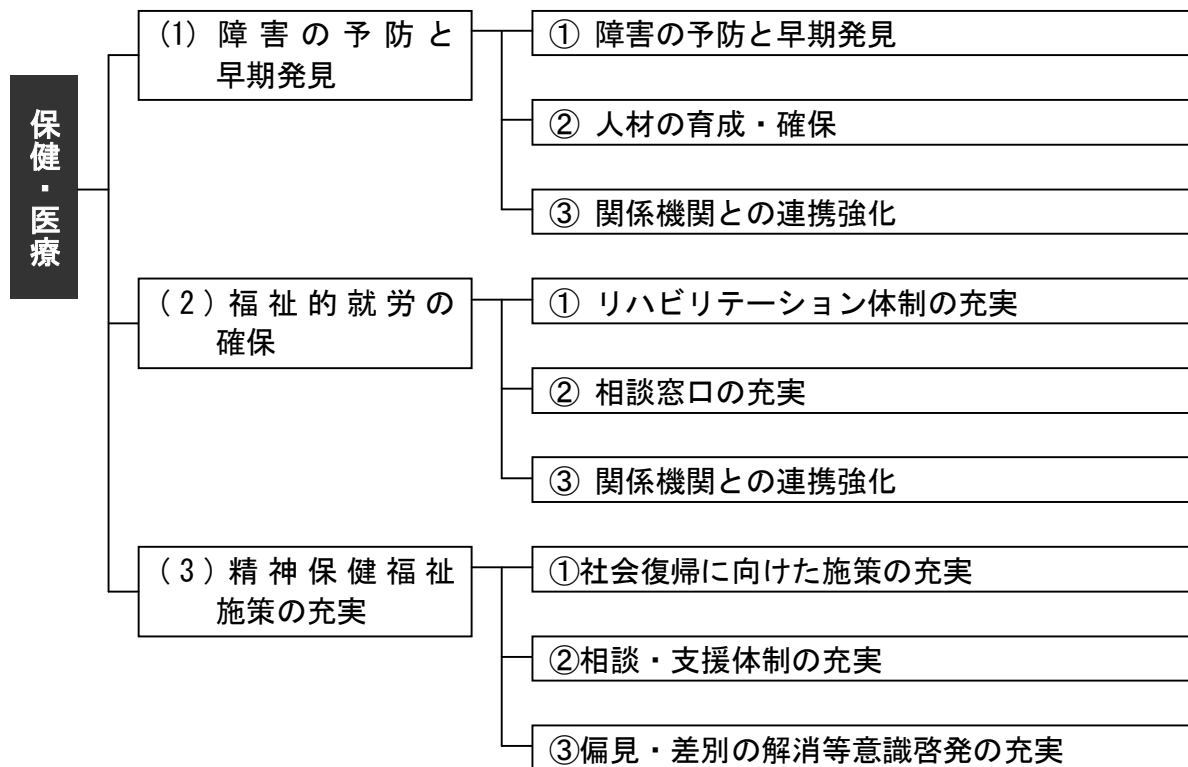 保健・医療
(1) 障害の予防と
早期発見
① 障害の予防と早期発見
② 人材の育成・確保
③ 関係機関との連携強化
(2)福祉的就労の
確保
① リハビリテーション体制の充実
② 相談窓口の充実
③ 関係機関との連携強化
(3)精神保健福祉
施策の充実
①社会復帰に向けた施策の充実
②相談・支援体制の充実
③偏見・差別の解消等意識啓発の充実